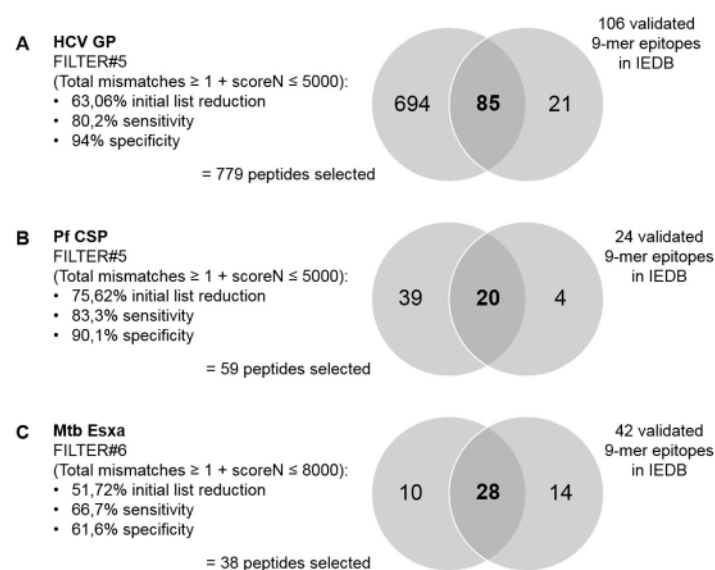 A HCV GP
FILTER#5
(Total mismatches ≥ 1 + scoreN ≤ 5000):
• 63,06% initial list reduction
• 80,2% sensitivity
• 94% specificity
= 779 peptides selected
694 85 21
106 validated
9-mer epitopes
in IEDB
B Pf CSP
FILTER#5
(Total mismatches ≥ 1 + scoreN ≤ 5000):
• 75,62% initial list reduction
• 83,3% sensitivity
• 90,1% specificity
= 59 peptides selected
39 20 4
24 validated
9-mer epitopes
in IEDB
C Mtb Esxa
FILTER#6
(Total mismatches ≥ 1 + scoreN ≤ 8000):
• 51,72% initial list reduction
• 66,7% sensitivity
• 61,6% specificity
= 38 peptides selected
10 28 14
42 validated
9-mer epitopes
in IEDB